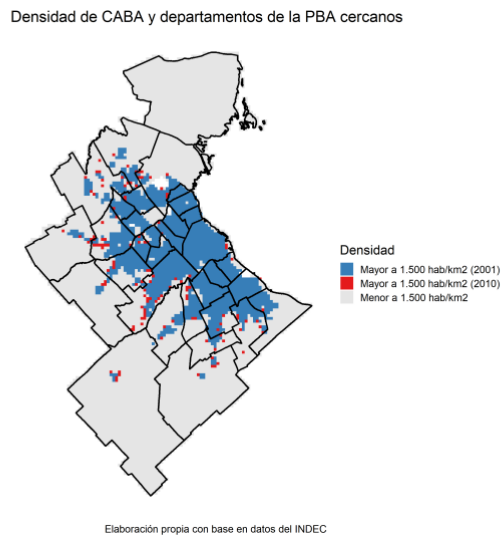 Densidad de CABA y departamentos de la PBA cercanos
Densidad
Mayor a 1.500 hab/km2 (2001)
Mayor a 1.500 hab/km2 (2010)
Menor a 1.500 hab/km2
Elaboración propia con base en datos del INDEC